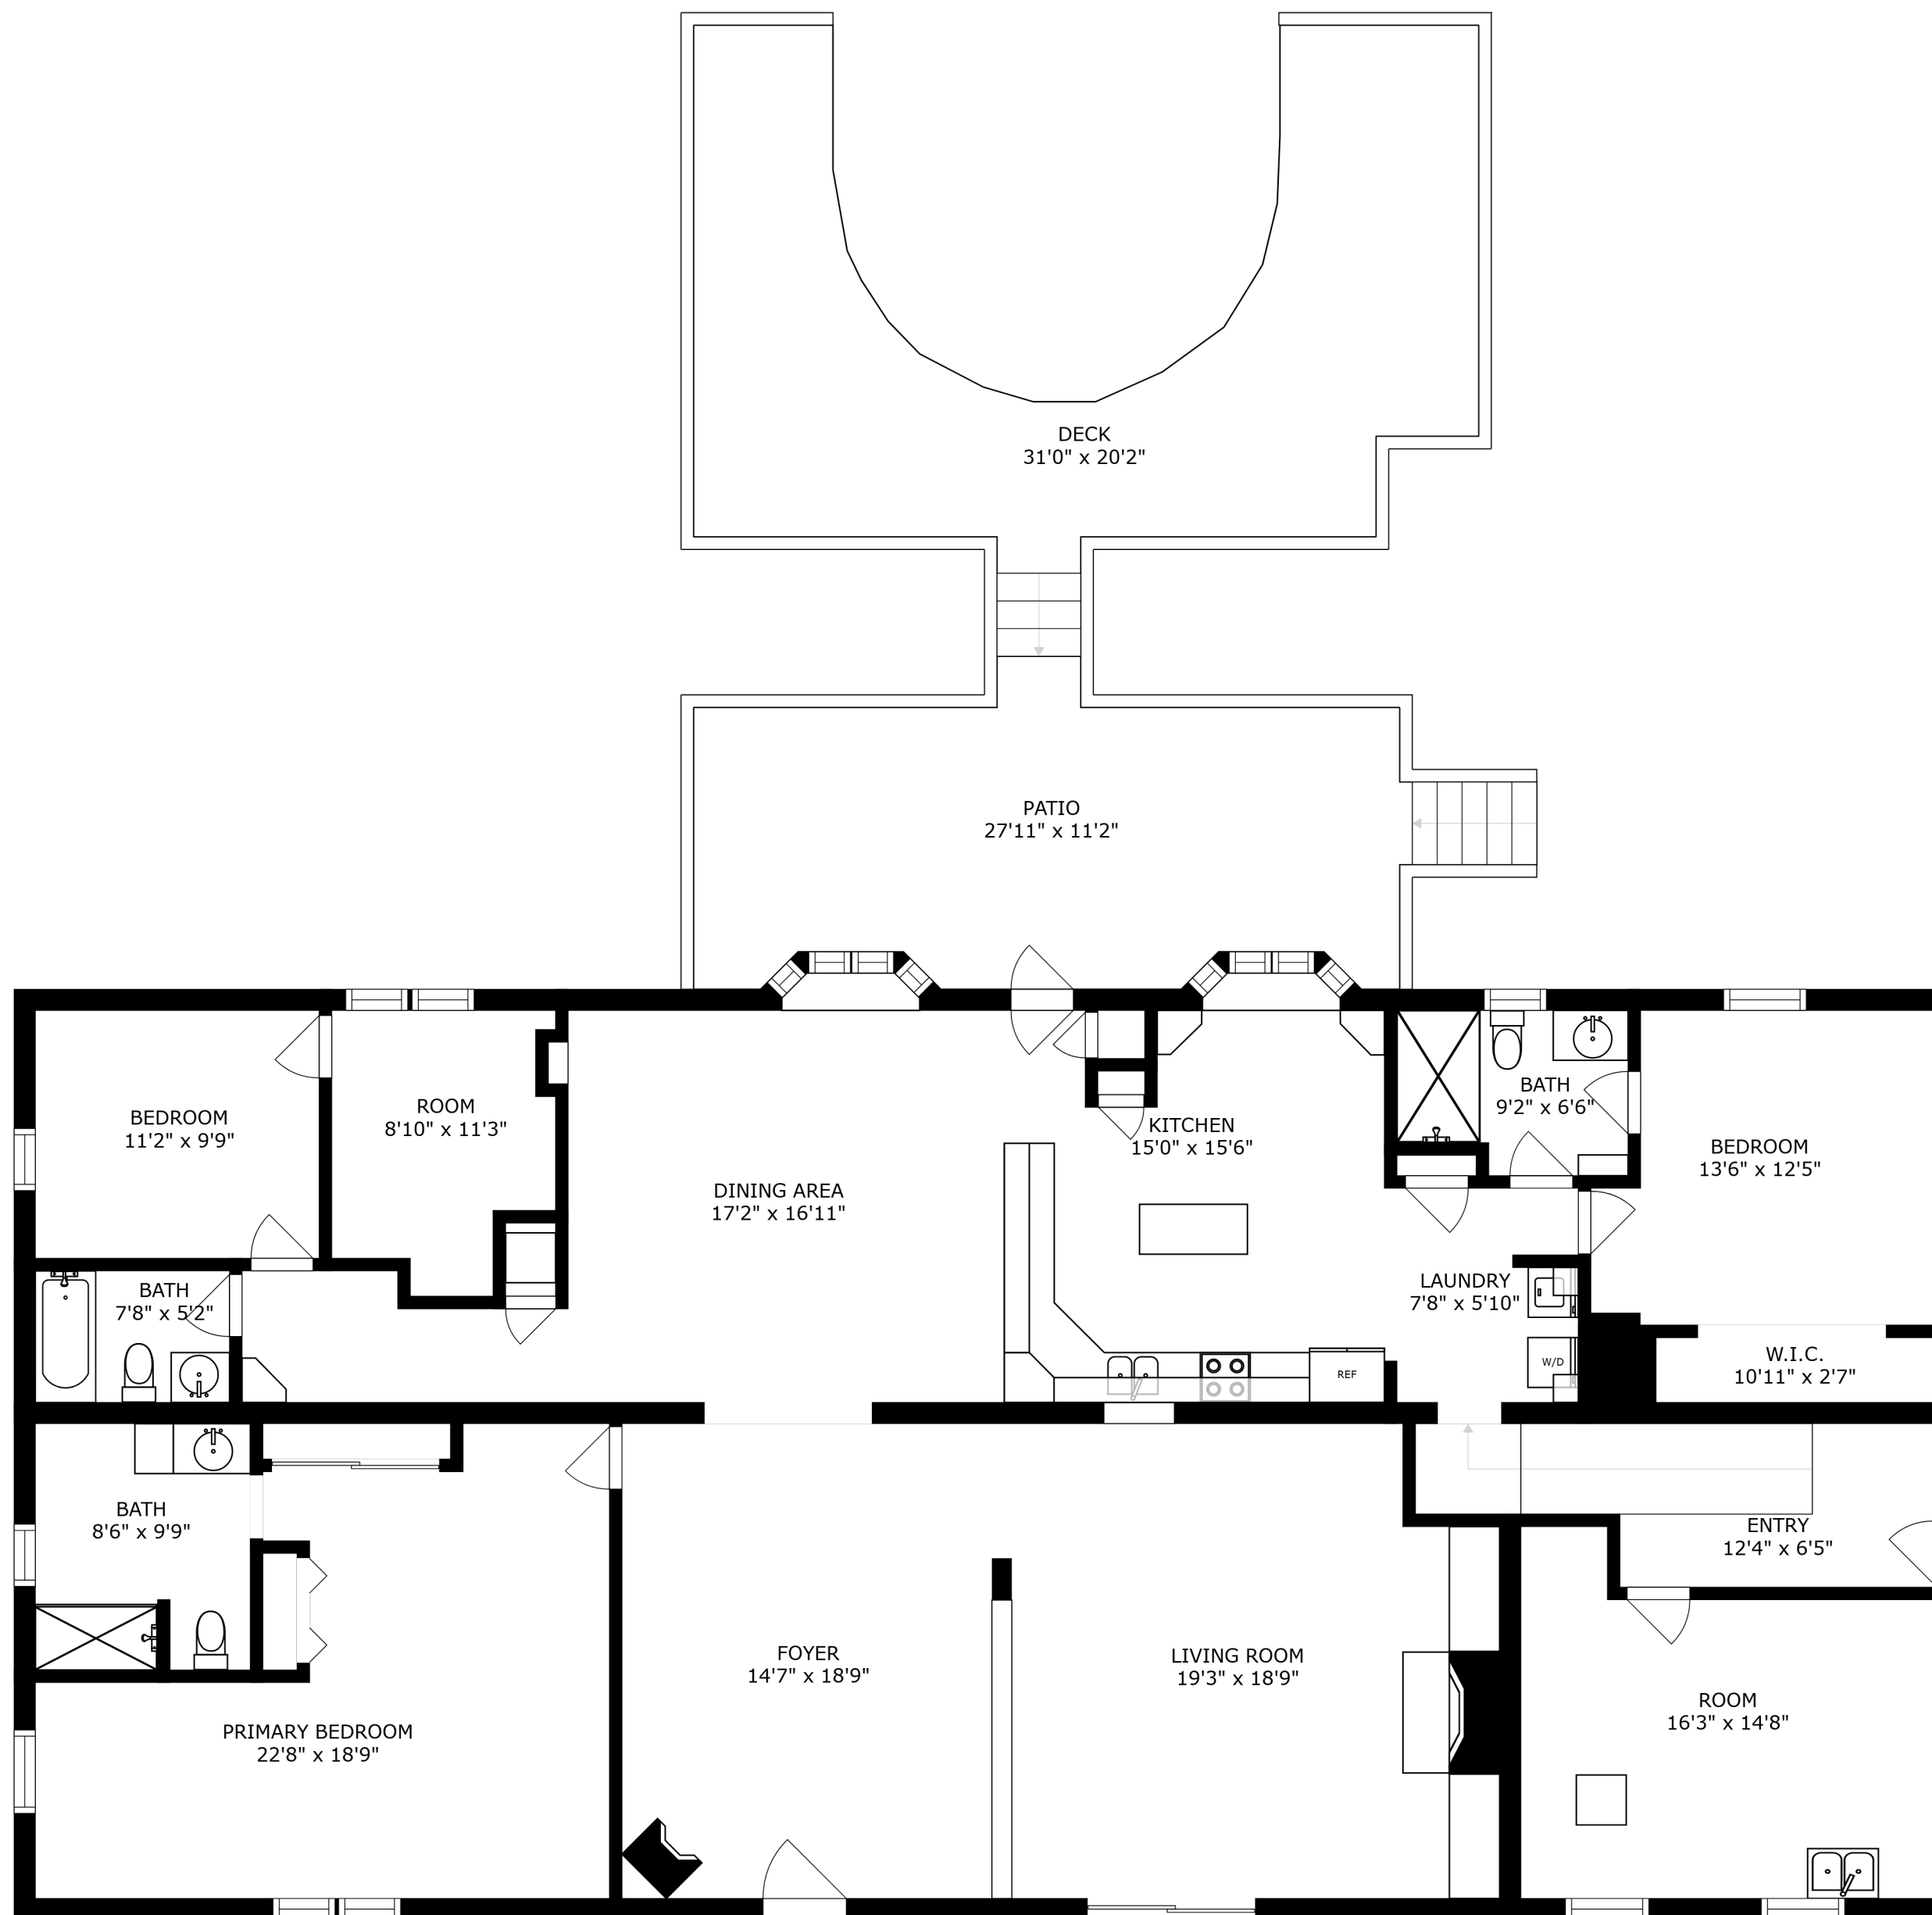 DECK
31'0" x 20'2"
PATIO
27'11" x 11'2"
BEDROOM
11'2" x 9'9"
ROOM
8'10" x 11'3"
DINING AREA
17'2" x 16'11"
KITCHEN
15'0" x 15'6"
BATH
9'2" x 6'6"
BEDROOM
13'6" x 12'5"
BATH
7'8" x 5'2"
LAUNDRY
7'8" x 5'10"
W/D
REF
W.I.C.
10'11" x 2'7"
BATH
8'6" x 9'9"
ENTRY
12'4" x 6'5"
PRIMARY BEDROOM
22'8" x 18'9"
FOYER
14'7" x 18'9"
LIVING ROOM
19'3" x 18'9"
ROOM
16'3" x 14'8"